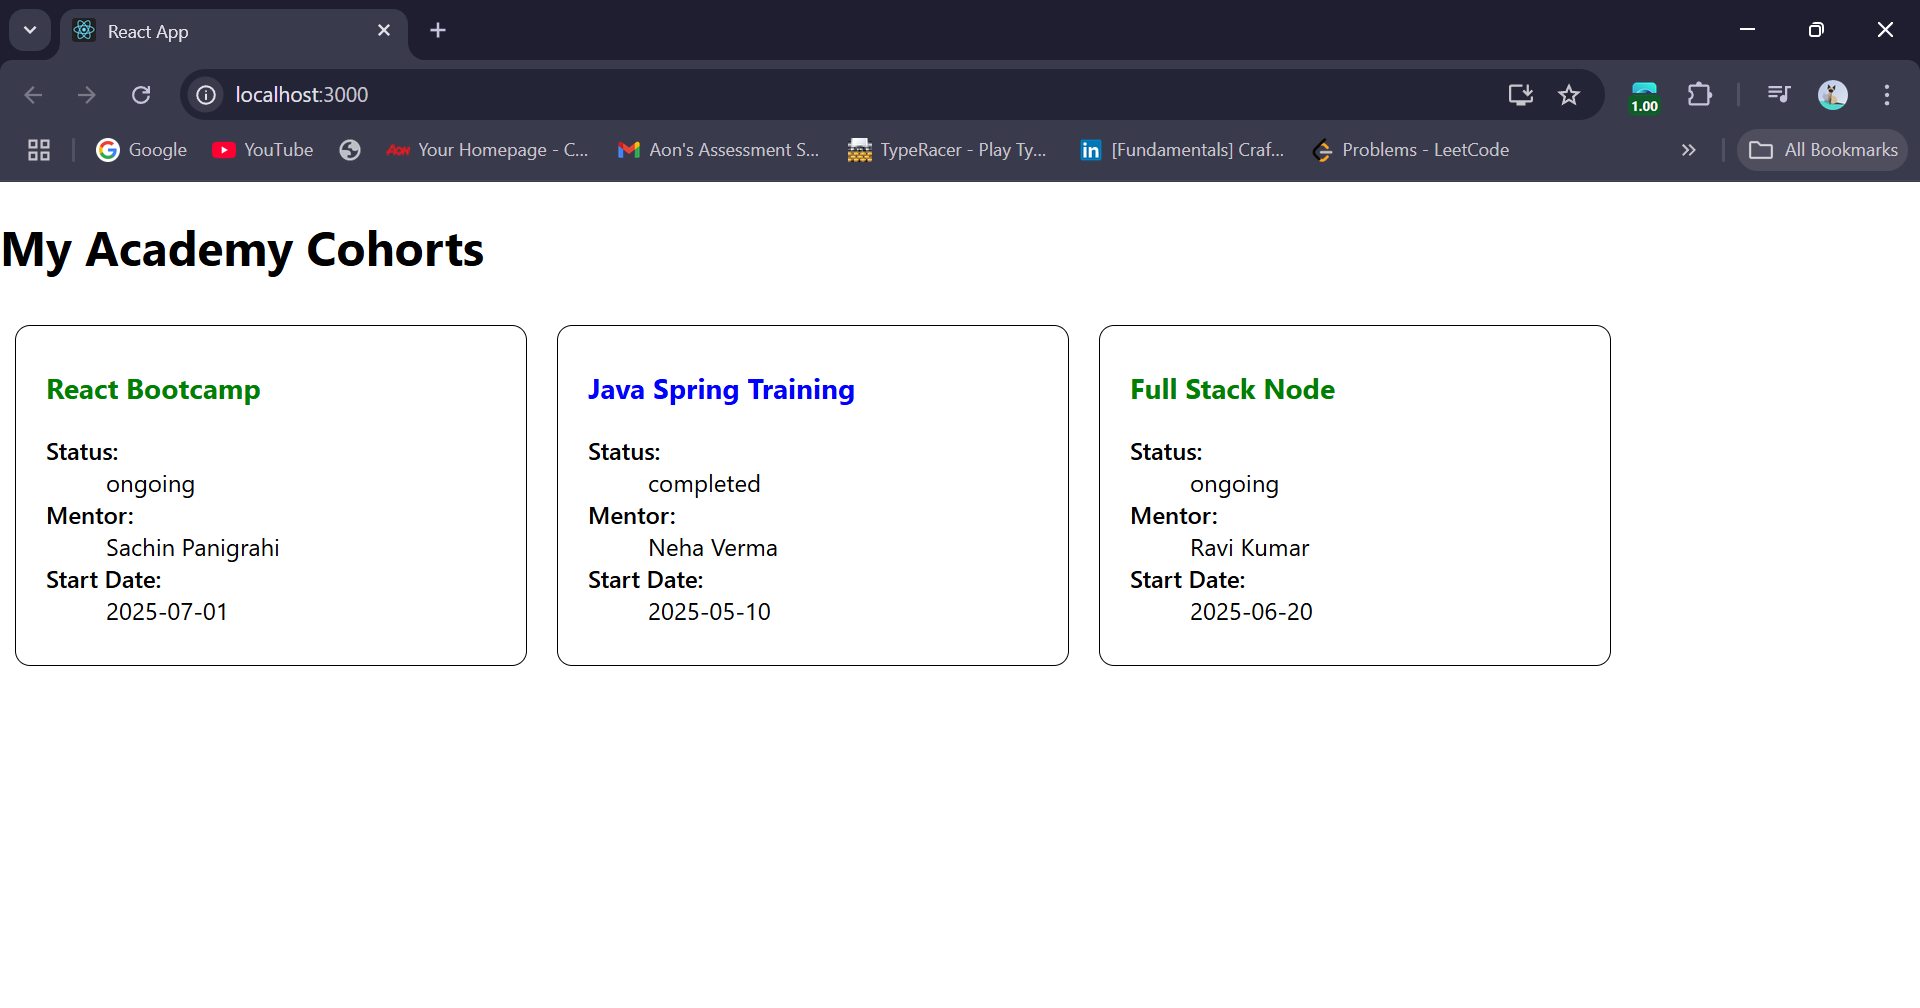 React App
localhost:3000
1.00
Google
YouTube
Aon
Your Homepage - C...
Aon's Assessment S...
TypeRacer - Play Ty...
in
[Fundamentals] Craf...
Problems - LeetCode
All Bookmarks
My Academy Cohorts
React Bootcamp
Status:
ongoing
Mentor:
Sachin Panigrahi
Start Date:
2025-07-01
Java Spring Training
Status:
completed
Mentor:
Neha Verma
Start Date:
2025-05-10
Full Stack Node
Status:
ongoing
Mentor:
Ravi Kumar
Start Date:
2025-06-20